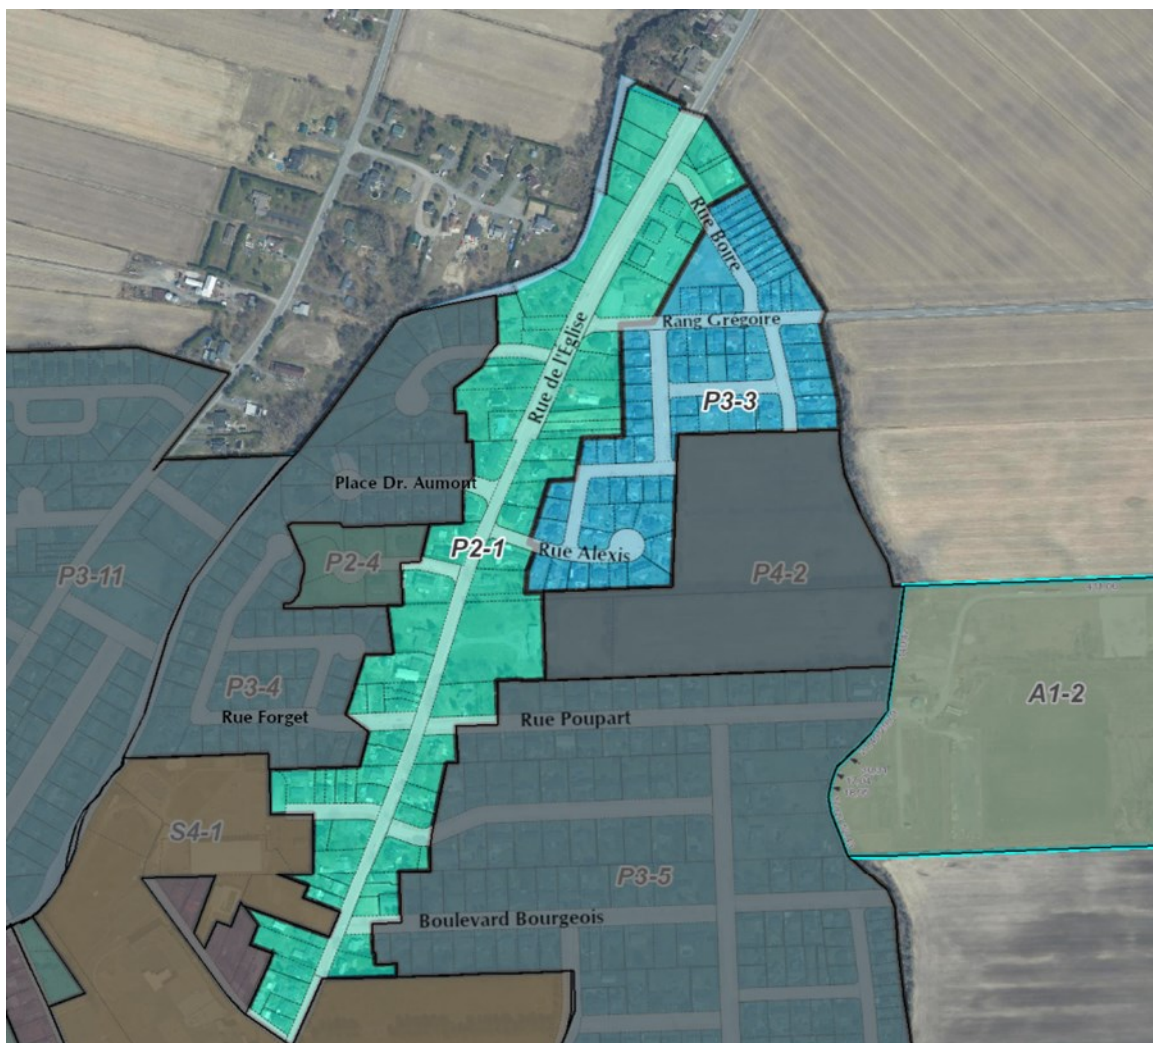 Rue Boire
Rang Grégoire
Rue de l'Église
P3-3
Place Dr. Aumont
P2-1
Rue Alexis
P2-4
P3-11
P4-2
P3-4
A1-2
Rue Forget
Rue Poupart
S4-1
P3-5
Boulevard Bourgeois